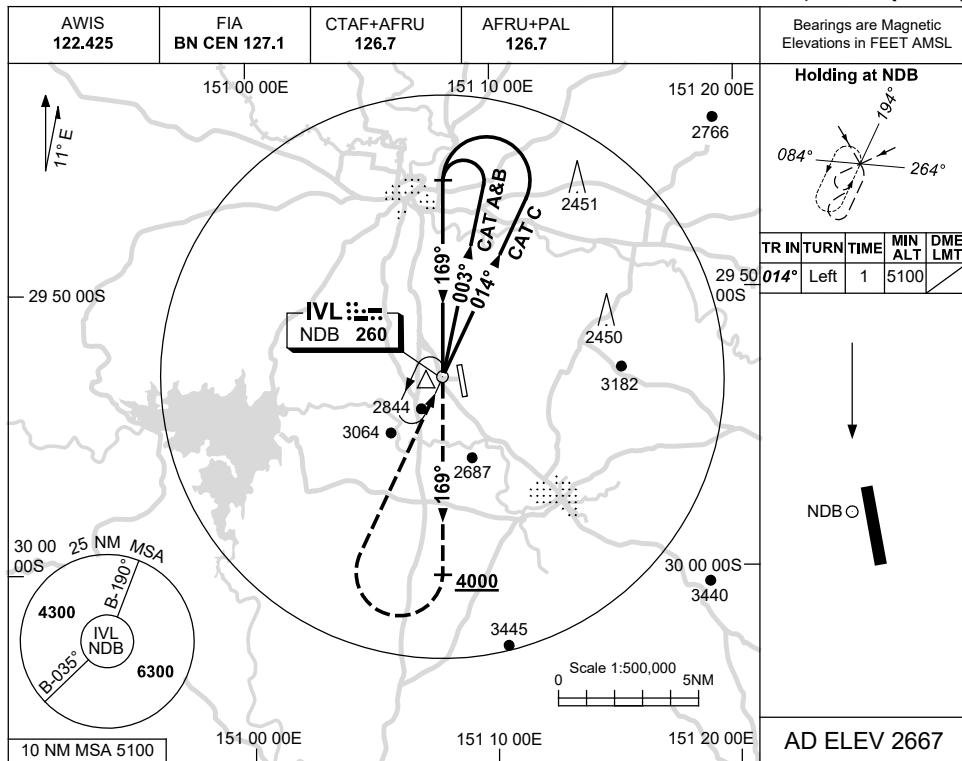 AWIS
122.425
FIA
BN CEN 127.1
CTAF+AFRU
126.7
AFRU+PAL
126.7
Bearings are Magnetic
Elevations in FEET AMSL
151 00 00E
151 10 00E
151 20 00E
11° E
2766
2451
CAT A&B
CAT C
169°
003°
014°
29 50 00S
29 50
00S
IVL
NDB 260
2450
3182
2844
3064
2687
169°
4000
30 00
00S
30 00 00S
3440
3445
25 NM MSA
4300
B-190°
IVL
NDB
B-035°
6300
10 NM MSA 5100
Scale 1:500,000
0 5NM
151 00 00E
151 10 00E
151 20 00E
Holding at NDB
194°
084°
264°
TR IN TURN TIME MIN ALT DME LMT
014° Left 1 5100
NDB
AD ELEV 2667